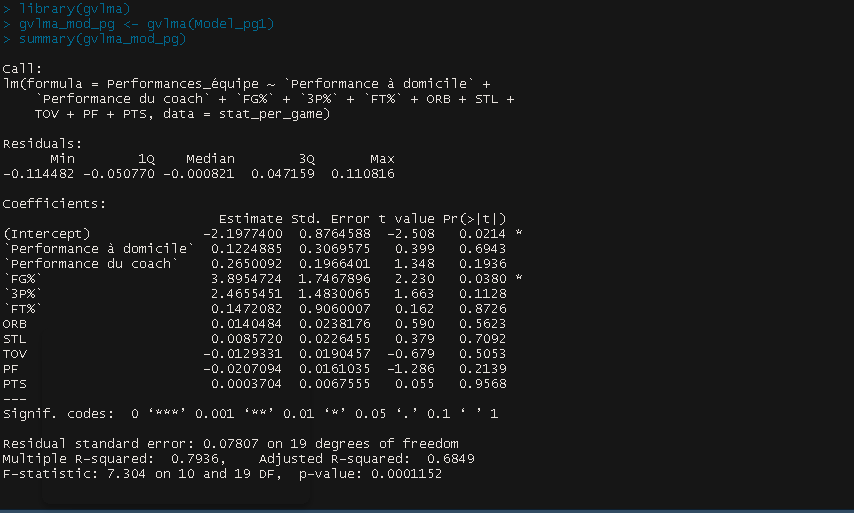 > library(gvlma)
> gvlma_mod_pg <- gvlma(Model_pg1)
> summary(gvlma_mod_pg)
Call:
lm(formula = Performances_équipe ~ `Performance à domicile` +
    `Performance du coach` + `FG%` + `3P%` + `FT%` + ORB + STL +
    TOV + PF + PTS, data = stat_per_game)
Residuals:
      Min        1Q    Median        3Q       Max
-0.114482 -0.050770 -0.000821  0.047159  0.110816
Coefficients:
                           Estimate Std. Error t value Pr(>|t|)
(Intercept)              -2.1977400  0.8764588  -2.508   0.0214 *
`Performance à domicile`  0.1224885  0.3069575   0.399   0.6943
`Performance du coach`    0.2650092  0.1966401   1.348   0.1936
`FG%`                     3.8954724  1.7467896   2.230   0.0380 *
`3P%`                     2.4655451  1.4830065   1.663   0.1128
`FT%`                     0.1472082  0.9060007   0.162   0.8726
ORB                       0.0140484  0.0238176   0.590   0.5623
STL                       0.0085720  0.0226455   0.379   0.7092
TOV                      -0.0129331  0.0190457  -0.679   0.5053
PF                       -0.0207094  0.0161035  -1.286   0.2139
PTS                       0.0003704  0.0067555   0.055   0.9568
---
Signif. codes:  0 ‘***’ 0.001 ‘**’ 0.01 ‘*’ 0.05 ‘.’ 0.1 ‘ ’ 1
Residual standard error: 0.07807 on 19 degrees of freedom
Multiple R-squared:  0.7936,    Adjusted R-squared:  0.6849
F-statistic: 7.304 on 10 and 19 DF,  p-value: 0.0001152